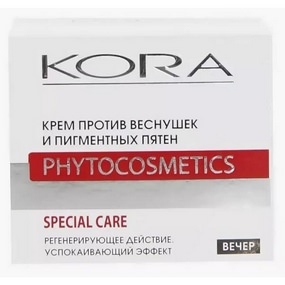 KORA
КРЕМ ПРОТИВ ВЕСНУШЕК
И ПИГМЕНТНЫХ ПЯТЕН
PHYTOCOSMETICS
SPECIAL CARE
РЕГЕНЕРИРУЮЩЕЕ ДЕЙСТВИЕ
УСПОКАИВАЮЩИЙ ЭФФЕКТ
ВЕЧЕР